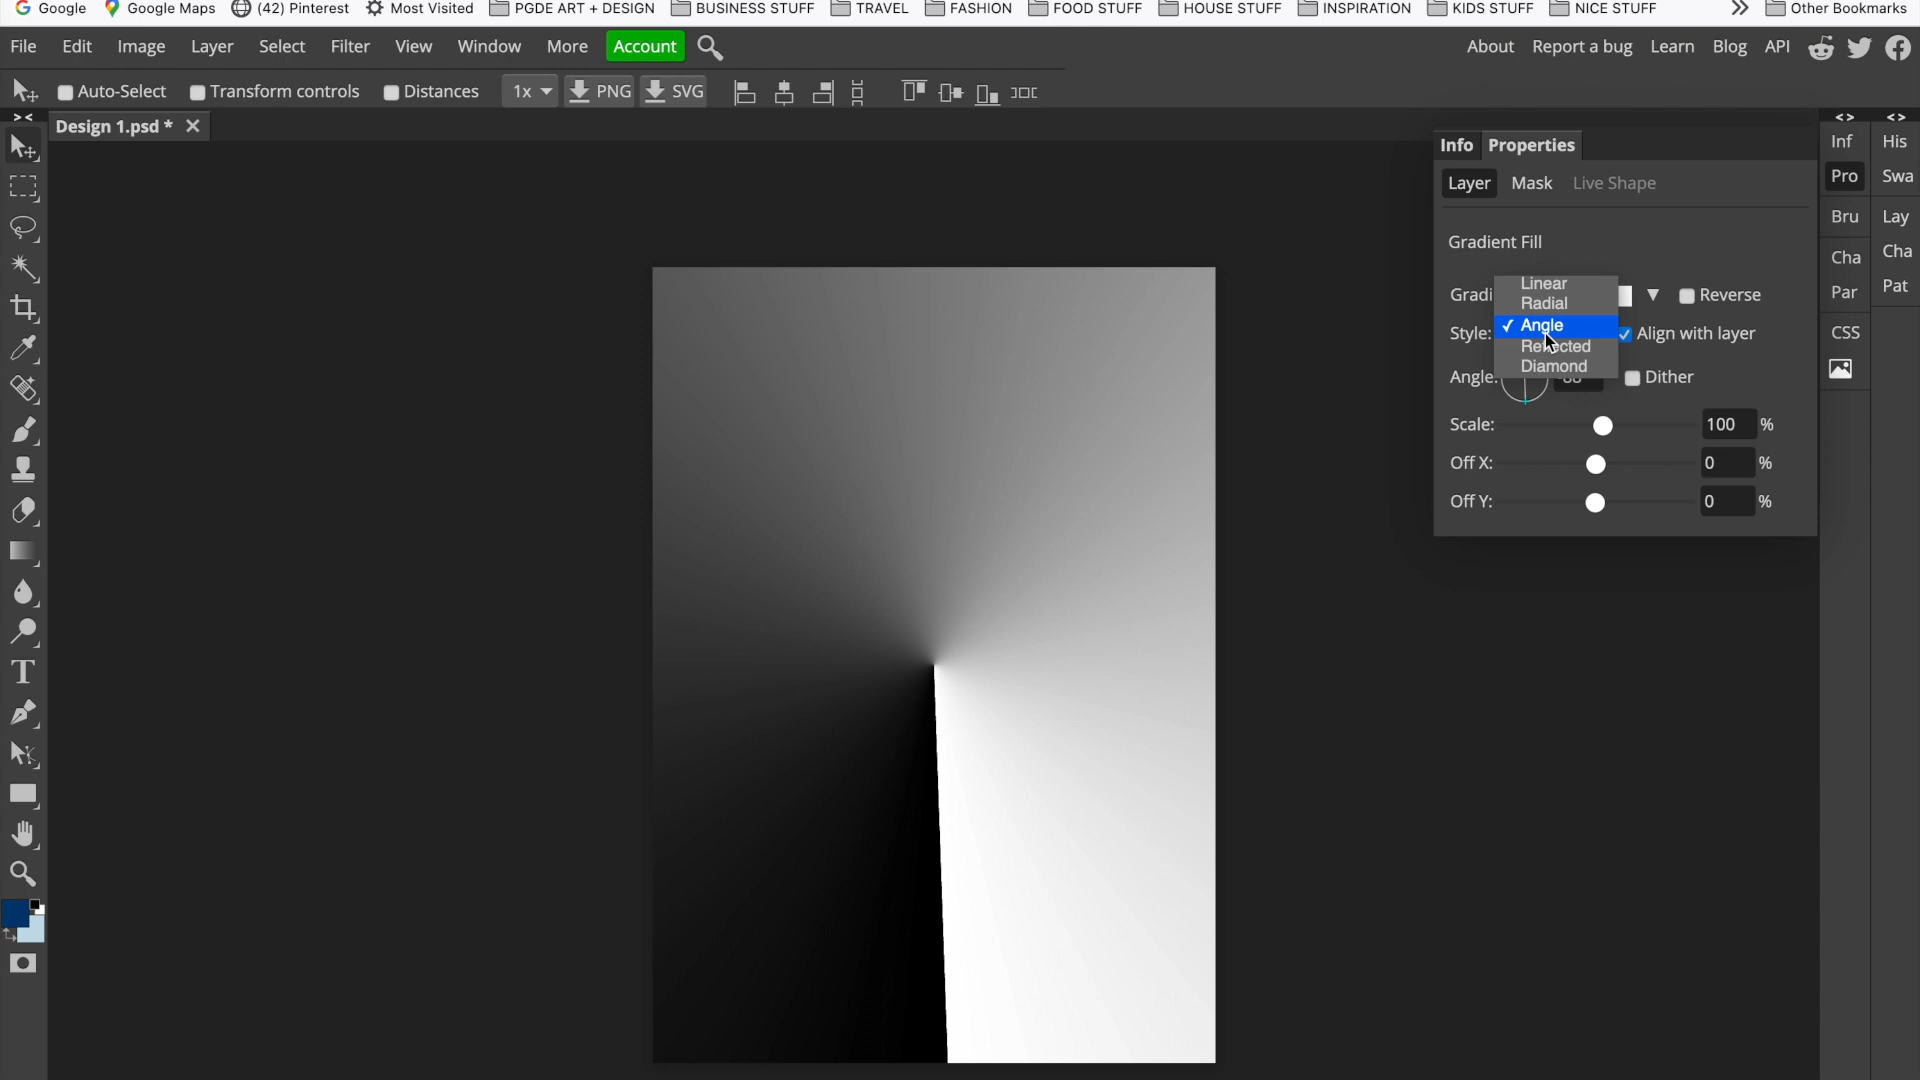 Google Google Maps (42) Pinterest Most Visited PGDE ART + DESIGN BUSINESS STUFF TRAVEL FASHION FOOD STUFF HOUSE STUFF INSPIRATION KIDS STUFF NICE STUFF Other Bookmarks
File Edit Image Layer Select Filter View Window More Account About Report a bug Learn Blog API
Auto-Select Transform controls Distances 1x PNG SVG
Design 1.psd *
Info Properties
Layer Mask Live Shape
Gradient Fill
Gradi Reverse
Linear
Radial
Angle
Diamond
Style: Align with layer
Angle: Dither
Scale: 100 %
Off X: 0 %
Off Y: 0 %
Inf
Pro
Bru
Cha
Par
CSS
His
Swa
Lay
Cha
Pat